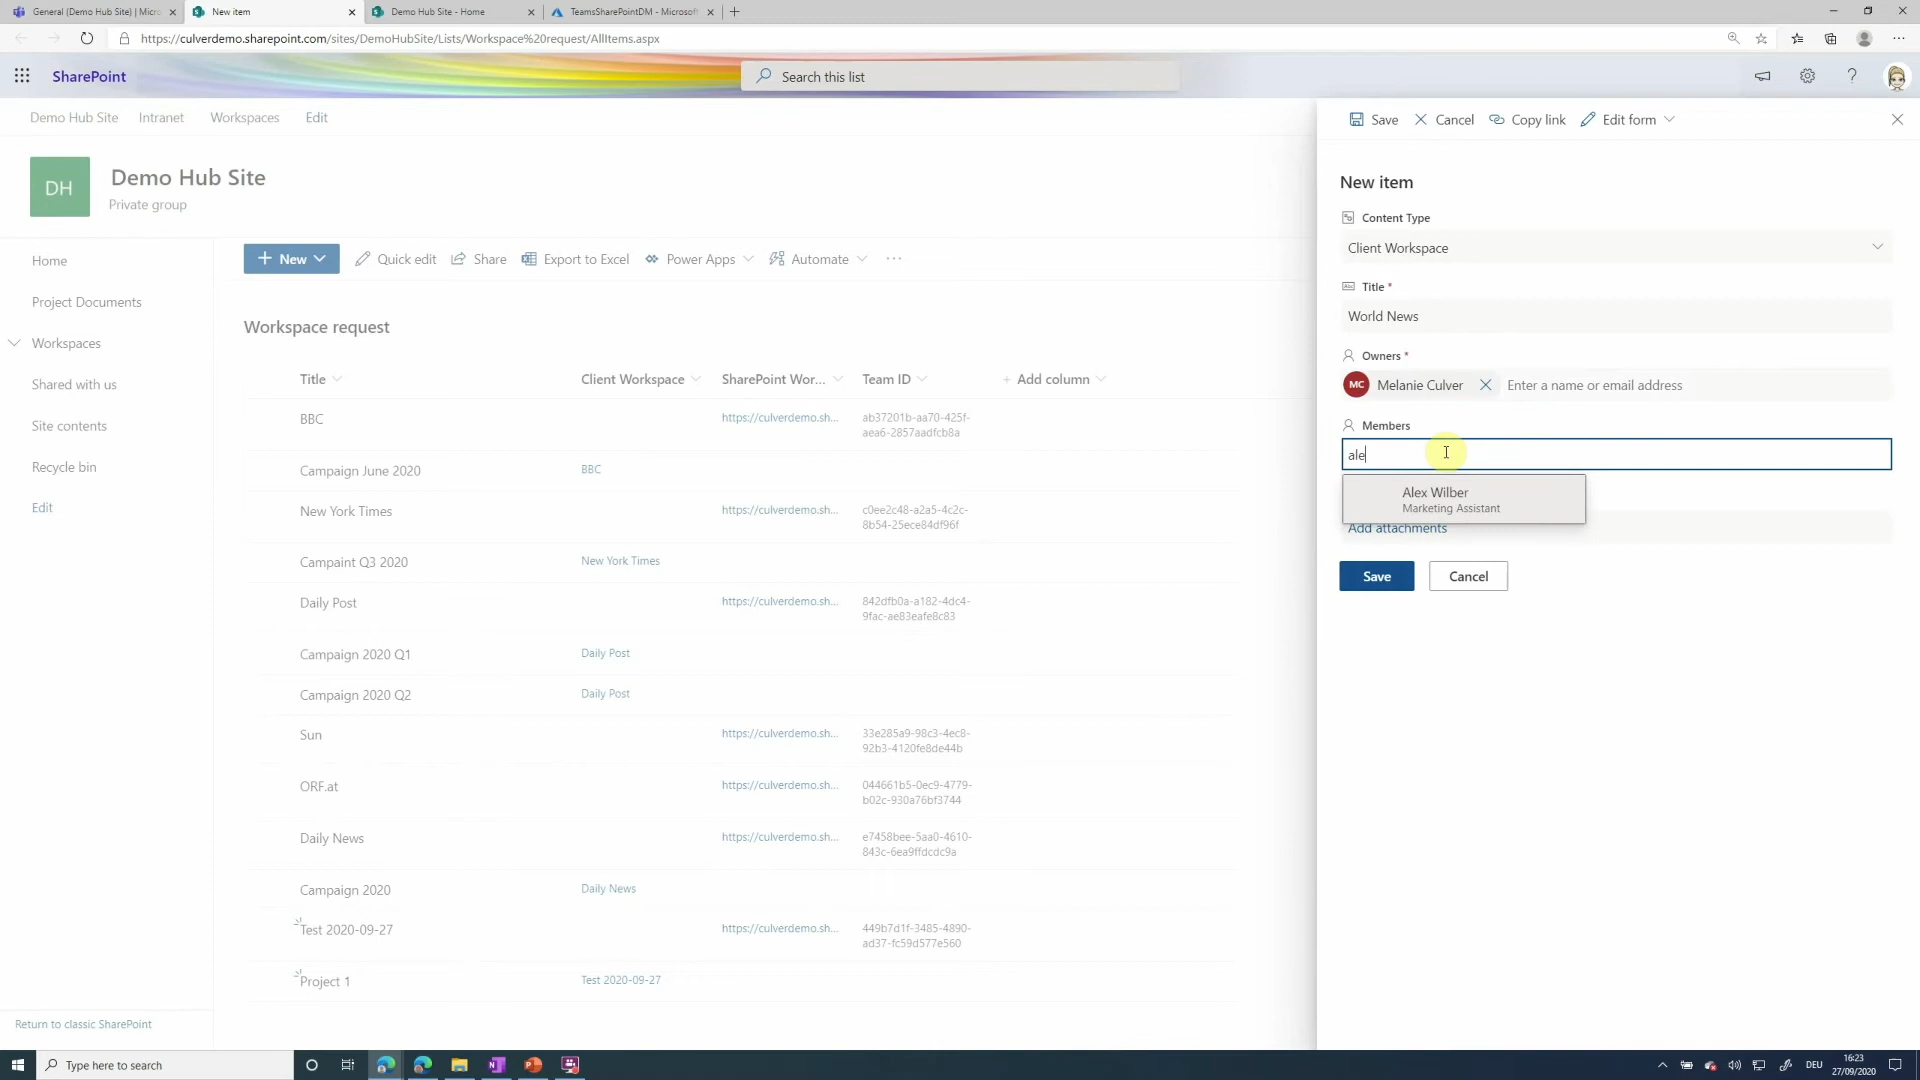 General (Demo Hub Site) | Micro
New item
Demo Hub Site - Home
TeamsSharePointDM - Microsof
https://culverdemo.sharepoint.com/sites/DemoHubSite/Lists/Workspace%20request/AllItems.aspx
SharePoint
Search this list
Demo Hub Site
Intranet
Workspaces
Edit
Save
Cancel
Copy link
Edit form
DH
Demo Hub Site
Private group
Home
Project Documents
Workspaces
Shared with us
Site contents
Recycle bin
Edit
Return to classic SharePoint
New
Quick edit
Share
Export to Excel
Power Apps
Automate
Workspace request
Title
Client Workspace
SharePoint Wor...
Team ID
+ Add column
BBC
https://culverdemo.sh...
ab37201b-aa70-425f-
aea6-2857aadfcb8a
Campaign June 2020
BBC
New York Times
https://culverdemo.sh...
c0ee2c48-a2a5-4c2c-
8b54-25ece84df96f
Campaint Q3 2020
New York Times
Daily Post
https://culverdemo.sh...
842dfb0a-a182-4dc4-
9fac-ae83eafe8c83
Campaign 2020 Q1
Daily Post
Campaign 2020 Q2
Daily Post
Sun
https://culverdemo.sh...
33e285a9-98c3-4ec8-
92b3-4120fe8de44b
ORF.at
https://culverdemo.sh...
044661b5-0ec9-4779-
b02c-930a76bf3744
Daily News
https://culverdemo.sh...
e7458bee-5aa0-4610-
843c-6ea9ffdcdc9a
Campaign 2020
Daily News
Test 2020-09-27
https://culverdemo.sh...
449b7d1f-3485-4890-
ad37-fc59d577e560
Project 1
Test 2020-09-27
New item
Content Type
Client Workspace
Title *
World News
Owners *
MC
Melanie Culver
Enter a name or email address
Members
ale
Alex Wilber
Marketing Assistant
Add attachments
Save
Cancel
Type here to search
DEU
16:23
27/09/2020